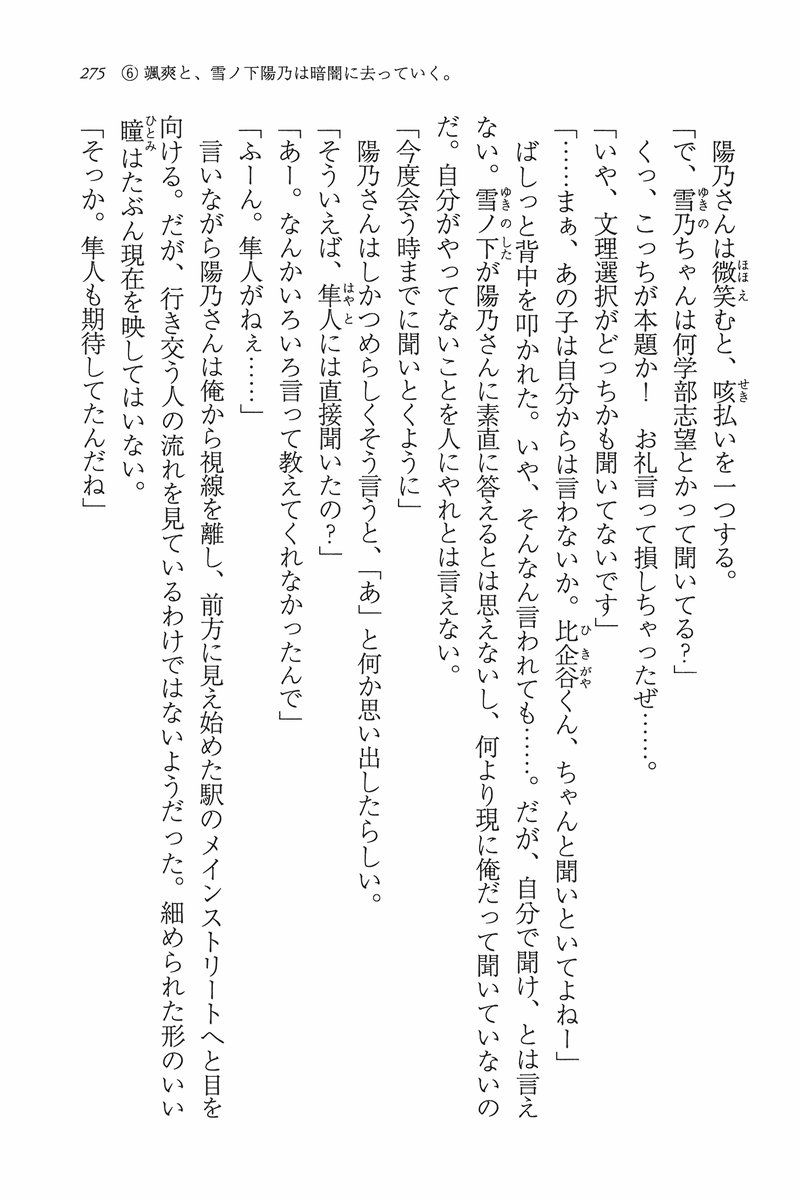 275 ⑥ 颯爽と、雪ノ下陽乃は暗闇に去っていく。
　陽乃さんは微笑むと、咳払いを一つする。
「で、雪乃ちゃんは何学部志望とかって聞いてる?」
　くっ、こっちが本題か!　お礼言って損しちゃったぜ……。
「いや、文理選択がどっちかも聞いてないです」
「……まぁ、あの子は自分からは言わないか。比企谷くん、ちゃんと聞いといてよねー」
　ばしっと背中を叩かれた。いや、そんなん言われても……。だが、自分で聞け、とは言え
ない。雪ノ下が陽乃さんに素直に答えるとは思えないし、何より現に俺だって聞いていないの
だ。自分がやってないことを人にやれとは言えない。
「今度会う時までに聞いとくように」
　陽乃さんはしかつめらしくそう言うと、「あ」と何か思い出したらしい。
「そういえば、隼人には直接聞いたの?」
「あー。なんかいろいろ言って教えてくれなかったんで」
「ふーん。隼人がねぇ……」
　言いながら陽乃さんは俺から視線を離し、前方に見え始めた駅のメインストリートへと目を
向ける。だが、行き交う人の流れを見ているわけではないようだった。細められた形のいい
瞳はたぶん現在を映してはいない。
「そっか。隼人も期待してたんだね」